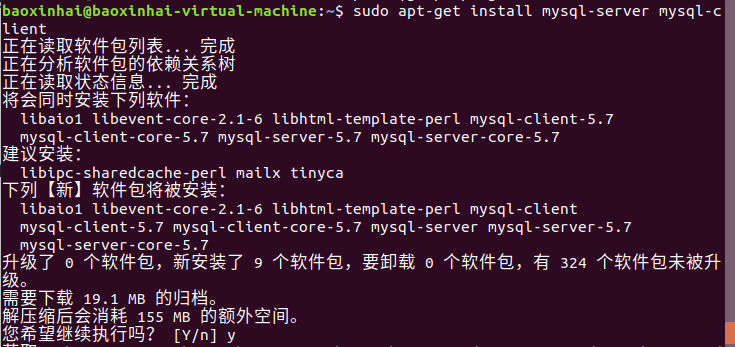 baoxinhai@baoxinhai-virtual-machine:~$ sudo apt-get install mysql-server mysql-c
lient
正在读取软件包列表... 完成
正在分析软件包的依赖关系树
正在读取状态信息... 完成
将会同时安装下列软件：
libaio1 libevent-core-2.1-6 libhtml-template-perl mysql-client-5.7
mysql-client-core-5.7 mysql-server-5.7 mysql-server-core-5.7
建议安装：
libipc-sharedcache-perl mailx tinyca
下列【新】软件包将被安装：
libaio1 libevent-core-2.1-6 libhtml-template-perl mysql-client
mysql-client-5.7 mysql-client-core-5.7 mysql-server mysql-server-5.7
mysql-server-core-5.7
升级了 0 个软件包，新安装了 9 个软件包，要卸载 0 个软件包，有 324 个软件包未被升
级。
需要下载 19.1 MB 的归档。
解压缩后会消耗 155 MB 的额外空间。
您希望继续执行吗？ [Y/n] y